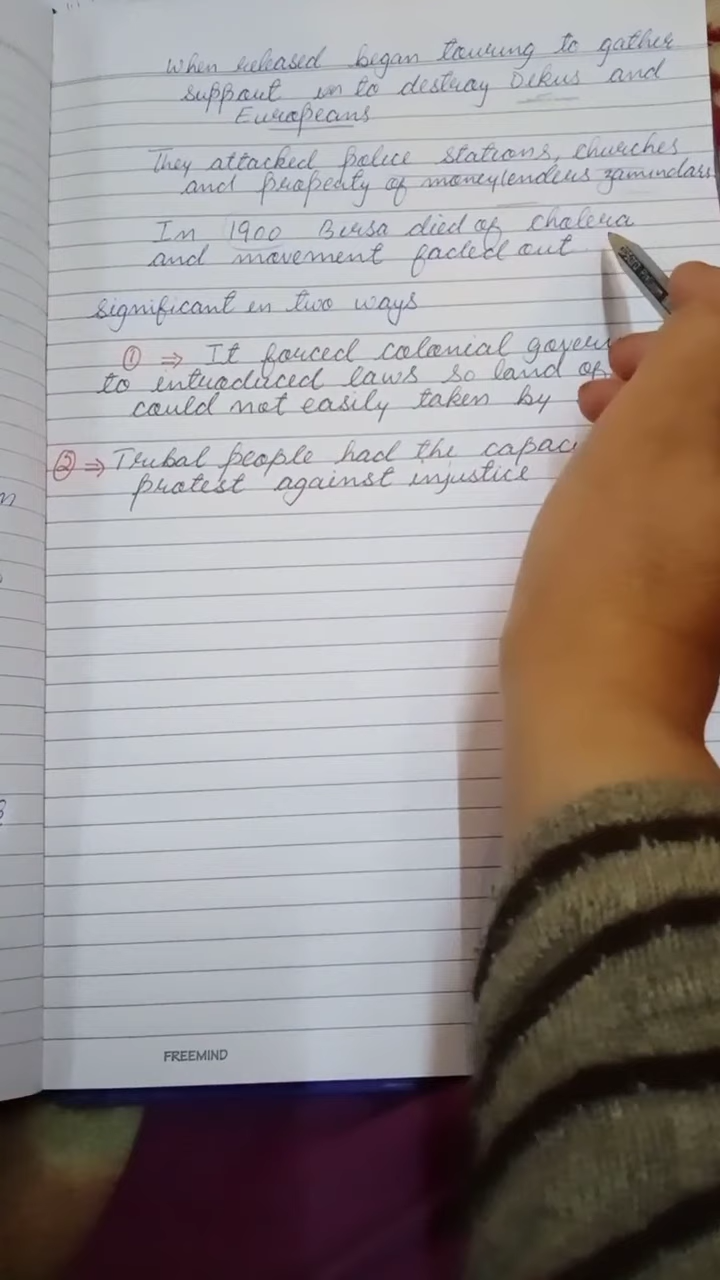 When released began touring to gather
support in to destroy Dikus and
Europeans
They attacked police stations, churches
and property of moneylenders zamindars
In 1900 Birsa died of cholera
and movement faded out
significant in two ways
① ⇒ It forced colonial
to introduced laws so land of
could not easily taken by
② ⇒ Tribal people had the
protest against injustice
FREEMIND